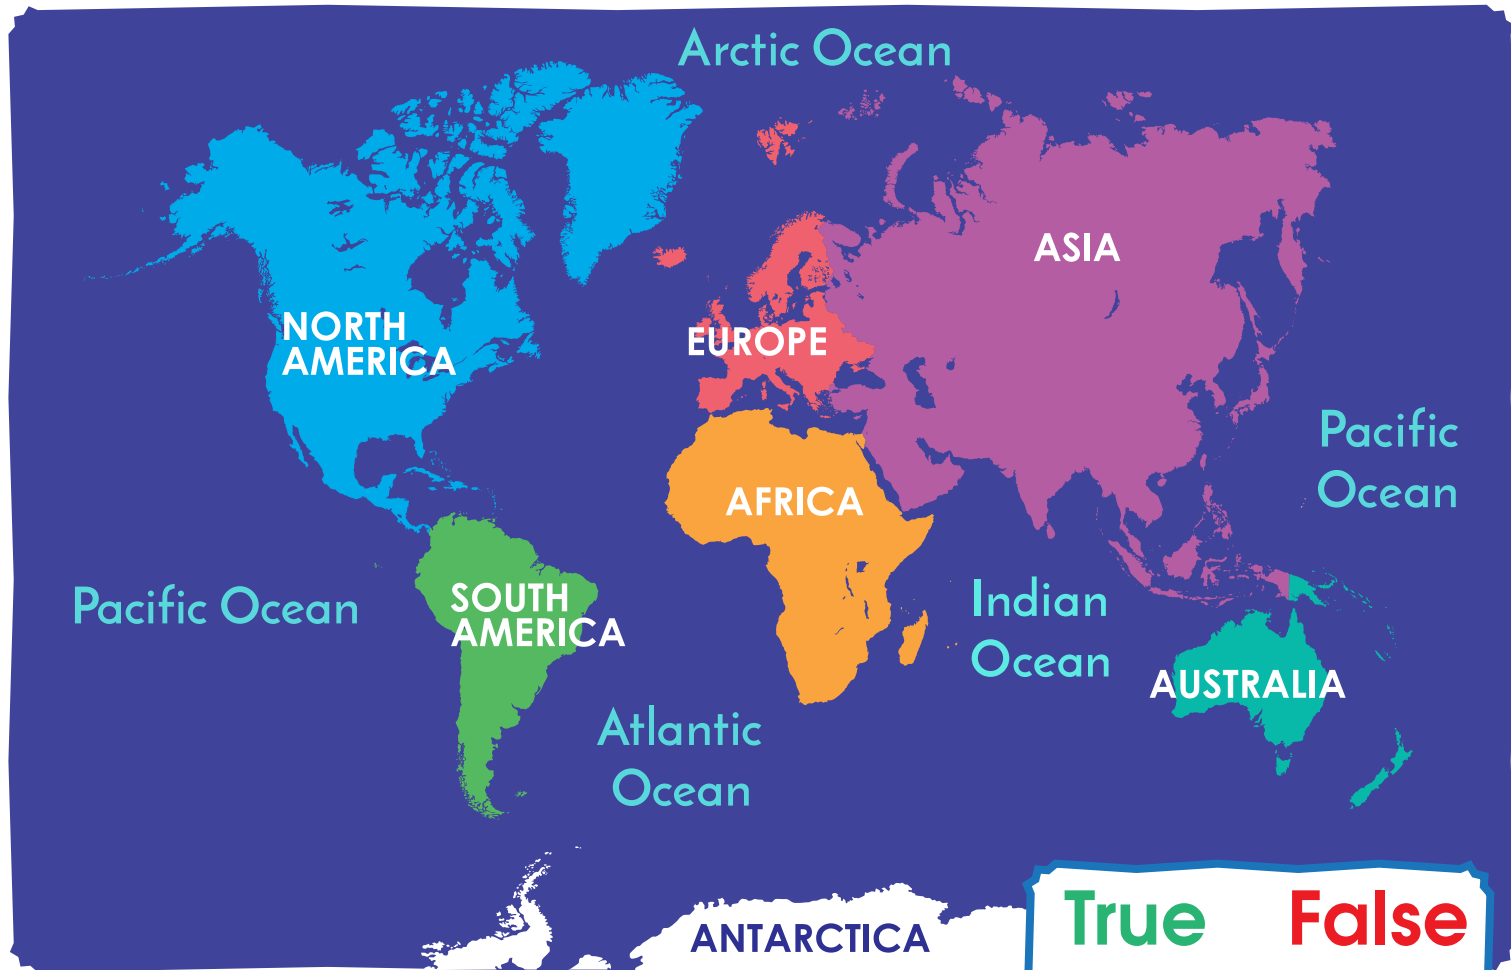 Arctic Ocean
ASIA
NORTH
AMERICA
EUROPE
Pacific
Ocean
AFRICA
Pacific Ocean
SOUTH
AMERICA
Indian
Ocean
AUSTRALIA
Atlantic
Ocean
ANTARCTICA
True False